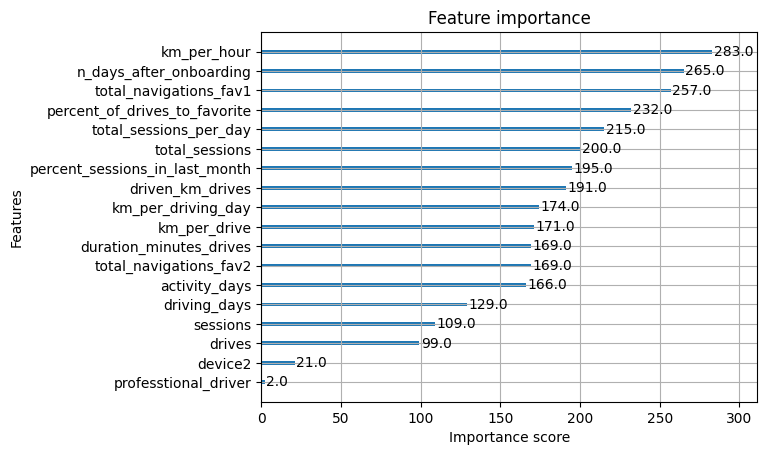 Feature importance
km_per_hour 283.0
n_days_after_onboarding 265.0
total_navigations_fav1 257.0
percent_of_drives_to_favorite 232.0
total_sessions_per_day 215.0
total_sessions 200.0
percent_sessions_in_last_month 195.0
driven_km_drives 191.0
km_per_driving_day 174.0
km_per_drive 171.0
duration_minutes_drives 169.0
total_navigations_fav2 169.0
activity_days 166.0
driving_days 129.0
sessions 109.0
drives 99.0
device2 21.0
professtional_driver 2.0
Features
0 50 100 150 200 250 300
Importance score